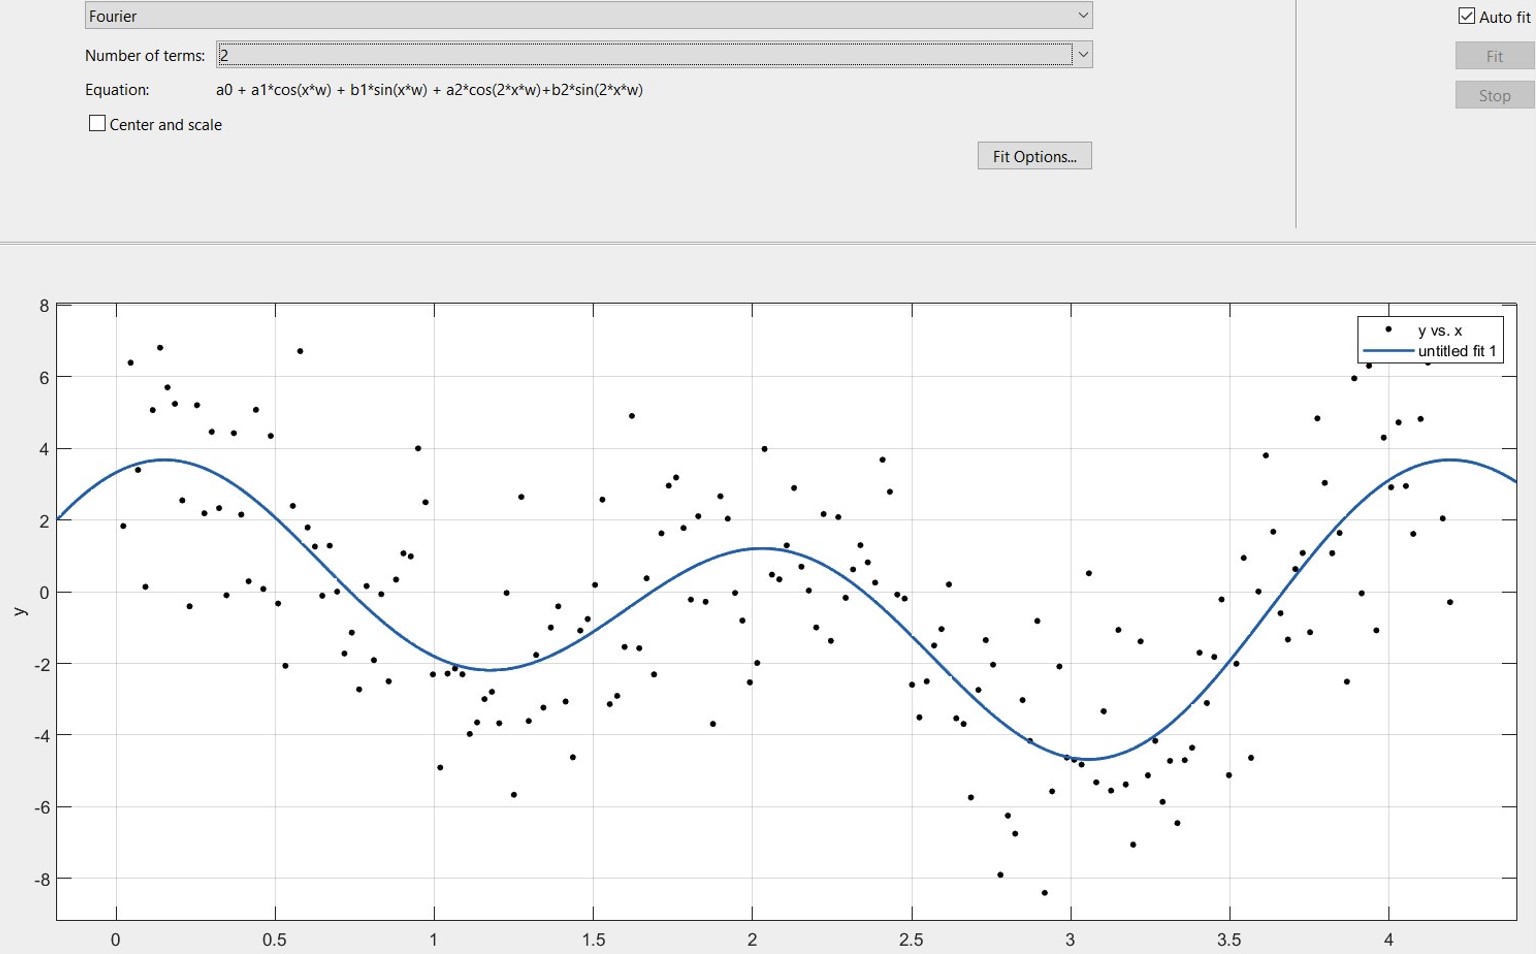 Fourier
Auto fit
Number of terms: 2
Fit
Equation: a0 + a1*cos(x*w) + b1*sin(x*w) + a2*cos(2*x*w)+b2*sin(2*x*w)
Stop
Center and scale
Fit Options...
8
y vs. x
untitled fit 1
6
4
2
0
y
-2
-4
-6
-8
0 0.5 1 1.5 2 2.5 3 3.5 4